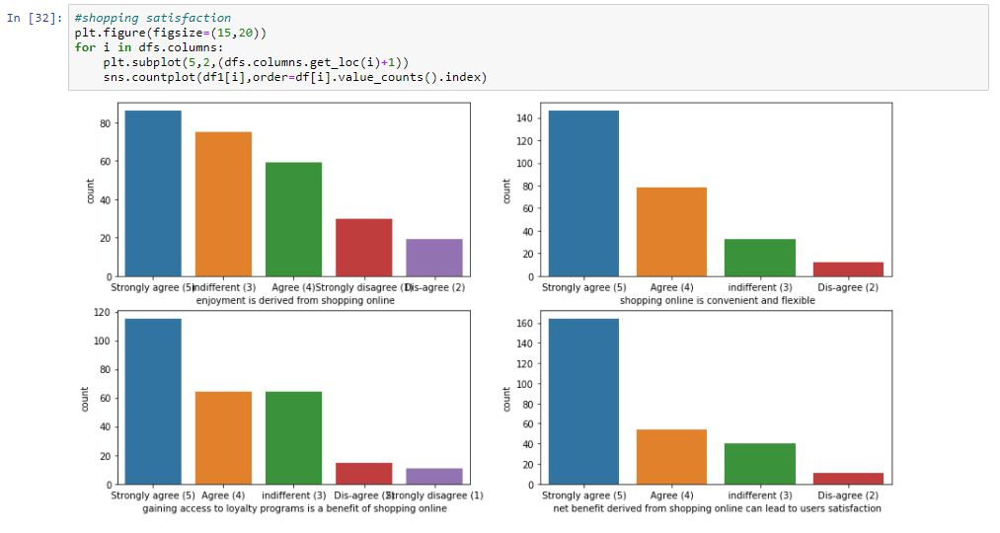 In [32]: #shopping satisfaction
plt.figure(figsize=(15,20))
for i in dfs.columns:
plt.subplot(5,2,(dfs.columns.get_loc(i)+1))
sns.countplot(df1[i],order=df[i].value_counts().index)
80
60
40
20
0
count
Strongly agree (5) indifferent (3) Agree (4) Strongly disagree (1) Dis-agree (2)
enjoyment is derived from shopping online
140
120
100
80
60
40
20
0
count
Strongly agree (5) Agree (4) indifferent (3) Dis-agree (2)
shopping online is convenient and flexible
120
100
80
60
40
20
0
count
Strongly agree (5) Agree (4) indifferent (3) Dis-agree (2) Strongly disagree (1)
gaining access to loyalty programs is a benefit of shopping online
160
140
120
100
80
60
40
20
0
count
Strongly agree (5) Agree (4) indifferent (3) Dis-agree (2)
net benefit derived from shopping online can lead to users satisfaction